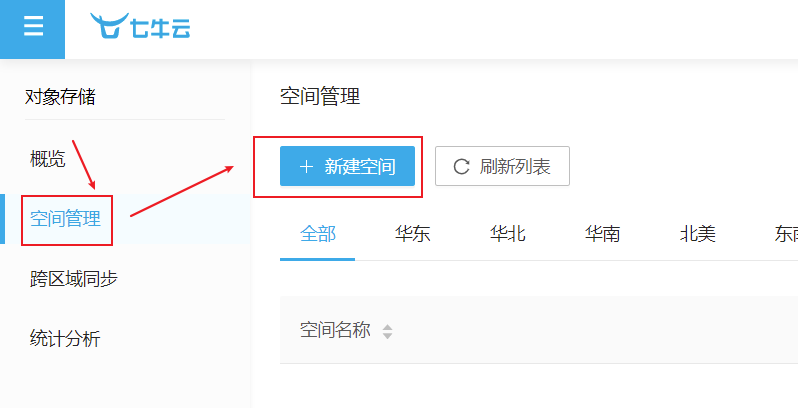 七牛云
对象存储
概览
空间管理
跨区域同步
统计分析
空间管理
新建空间 刷新列表
全部 华东 华北 华南 北美
空间名称